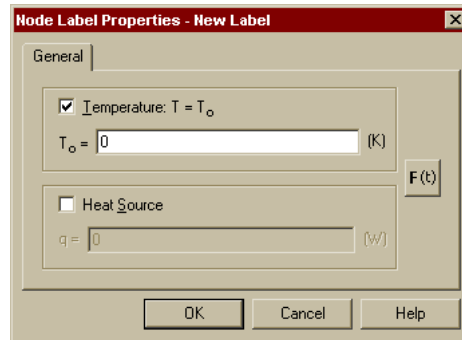 Node Label Properties - New Label
General
Temperature: T = To
To = 0 (K)
F(t)
Heat Source
q = 0 (W)
OK Cancel Help